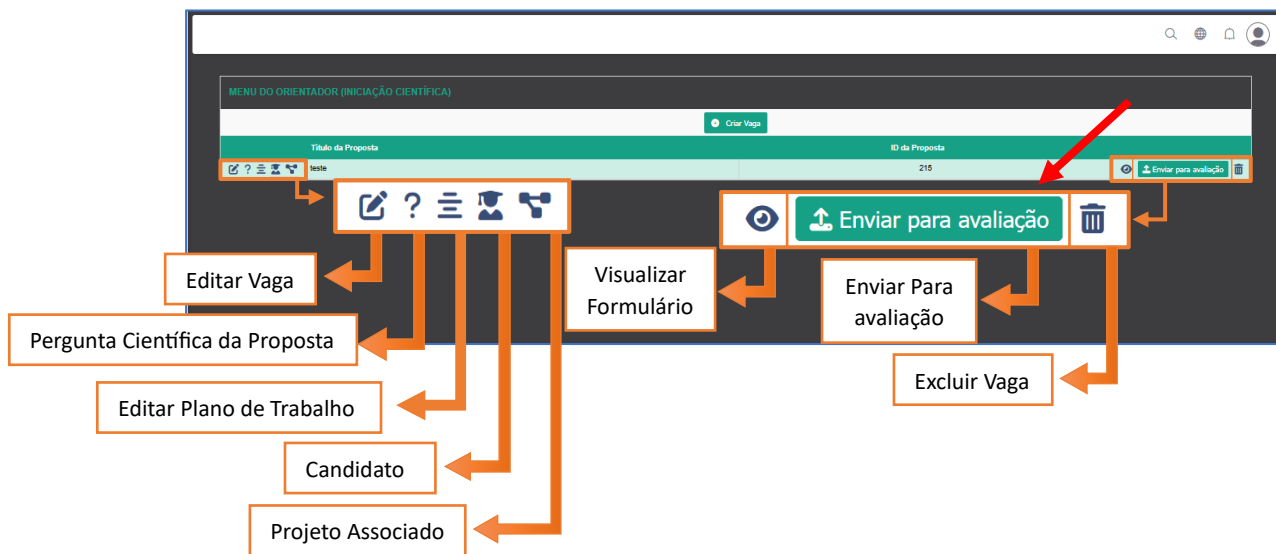 MENU DO ORIENTADOR (INICIAÇÃO CIENTÍFICA)
Criar Vaga
Título da Proposta
ID da Proposta
teste
215
Enviar para avaliação
Enviar para avaliação
Editar Vaga
Visualizar
Formulário
Enviar Para
avaliação
Pergunta Científica da Proposta
Excluir Vaga
Editar Plano de Trabalho
Candidato
Projeto Associado